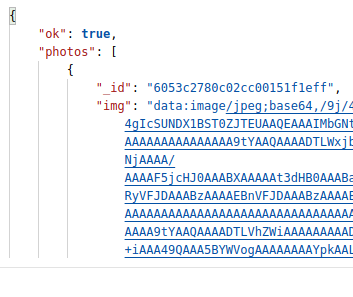 {
"ok": true,
"photos": [
{
"_id": "6053c2780c02cc00151f1eff",
"img": "data:image/jpeg;base64,/9j/4
4gIcSUNDX1BST0ZJTEUAAQEAAAIMbGNt
AAAAAAAAAAAAAAA9tYAAQAAAADTLWxjb
NjAAAA/
AAAAF5jcHJ0AAABXAAAAAt3dHB0AAABa
RyVFJDAAABzAAAAEBnVFJDAABzAAAAE
AAAAAAAAAAAAAAAAAAAAAAAAAAAAAAAA
AAAA9tYAAQAAAADTLVhZWiAAAAAAAAAD
+iAAA49QAAA5BYWVogAAAAAAAAYpkAAL